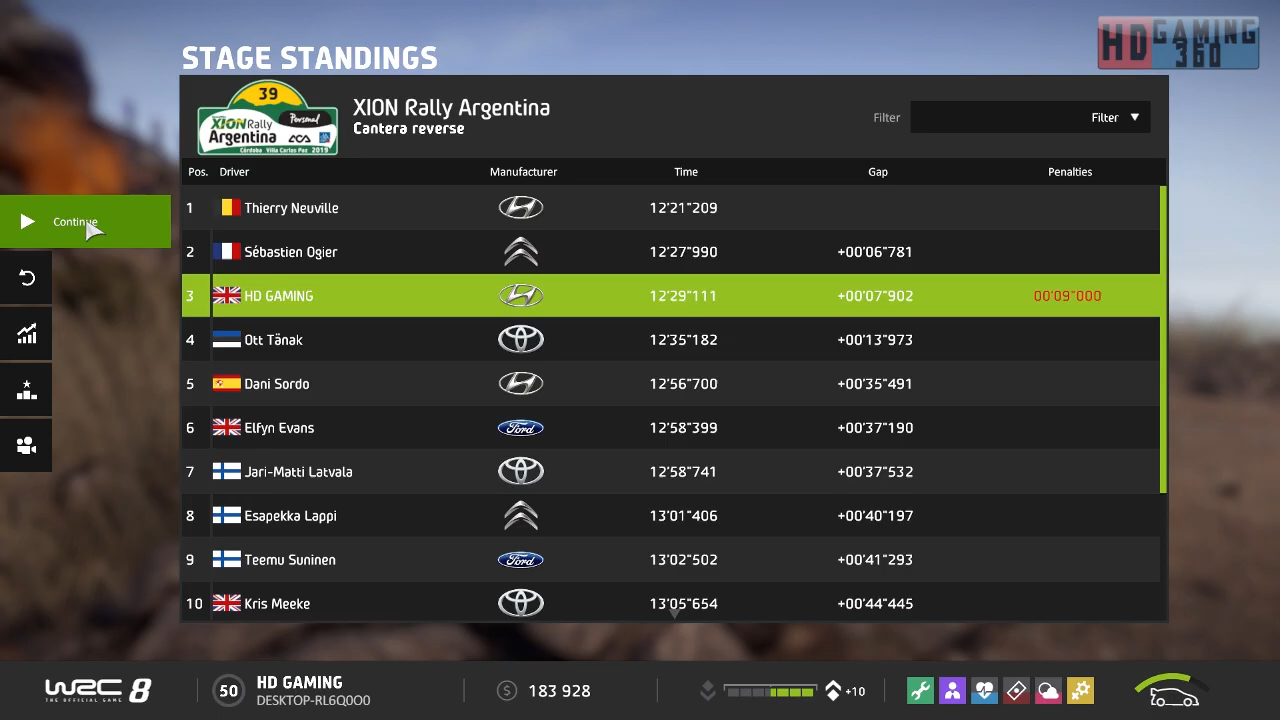 HD GAMING 360
STAGE STANDINGS
39
XION Rally Argentina
Personal
ACA
Córdoba - Villa Carlos Paz 2019
XION Rally Argentina
Cantera reverse
Filter
Filter
Pos. Driver Manufacturer Time Gap Penalties
1 Thierry Neuville 12'21"209
2 Sébastien Ogier 12'27"990 +00'06"781
3 HD GAMING 12'29"111 +00'07"902 00'09"000
4 Ott Tänak 12'35"182 +00'13"973
5 Dani Sordo 12'56"700 +00'35"491
6 Elfyn Evans Ford 12'58"399 +00'37"190
7 Jari-Matti Latvala 12'58"741 +00'37"532
8 Esapekka Lappi 13'01"406 +00'40"197
9 Teemu Suninen Ford 13'02"502 +00'41"293
10 Kris Meeke 13'05"654 +00'44"445
Continue
WRC 8
THE OFFICIAL GAME
50
HD GAMING
DESKTOP-RL6Q0O0
$ 183 928
+10